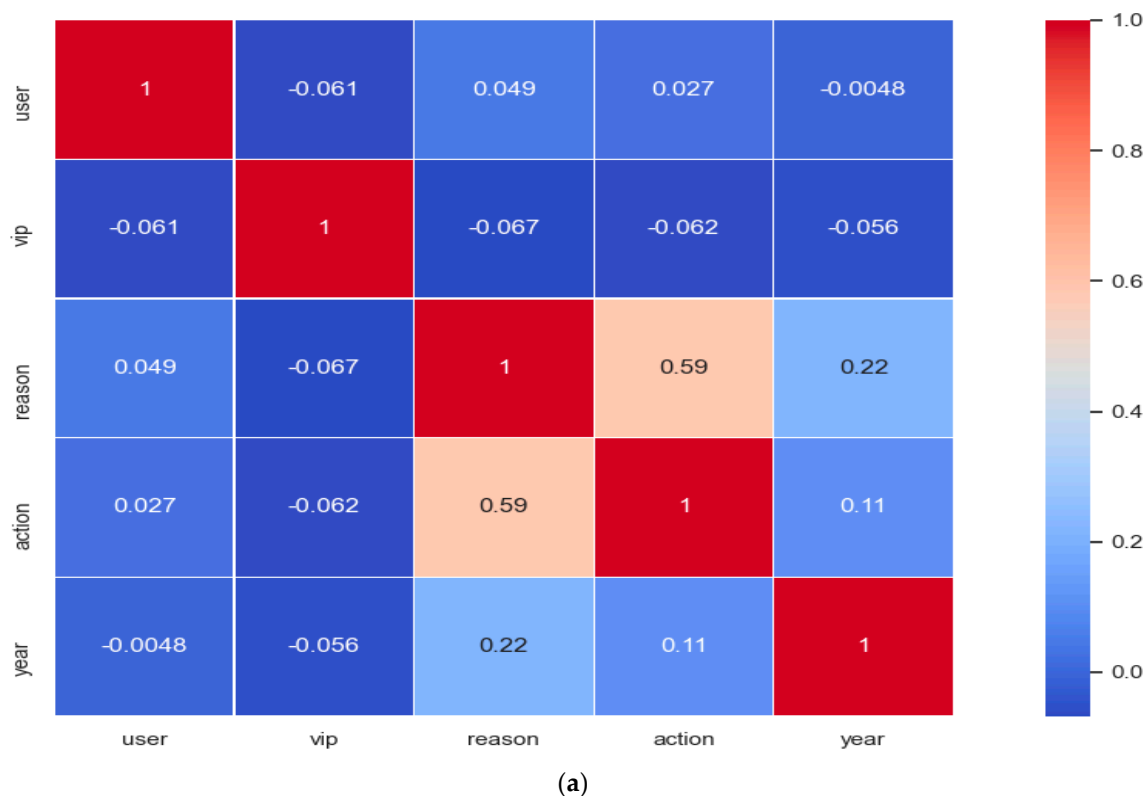 user 1 -0.061 0.049 0.027 -0.0048
vip -0.061 1 -0.067 -0.062 -0.056
reason 0.049 -0.067 1 0.59 0.22
action 0.027 -0.062 0.59 1 0.11
year -0.0048 -0.056 0.22 0.11 1
user vip reason action year
1.0
0.8
0.6
0.4
0.2
0.0
(a)